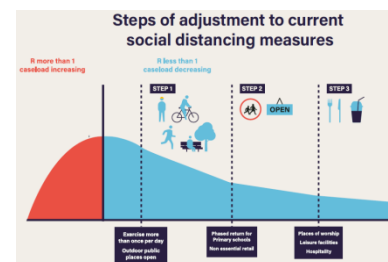 Steps of adjustment to current
social distancing measures
R more than 1
caseload increasing
R less than 1
caseload decreasing
STEP 1
STEP 2
STEP 3
OPEN
Exercise more
than once per day
Outdoor public
places open
Phased return for
Primary schools
Non essential retail
Places of worship
Leisure facilities
Hospitality